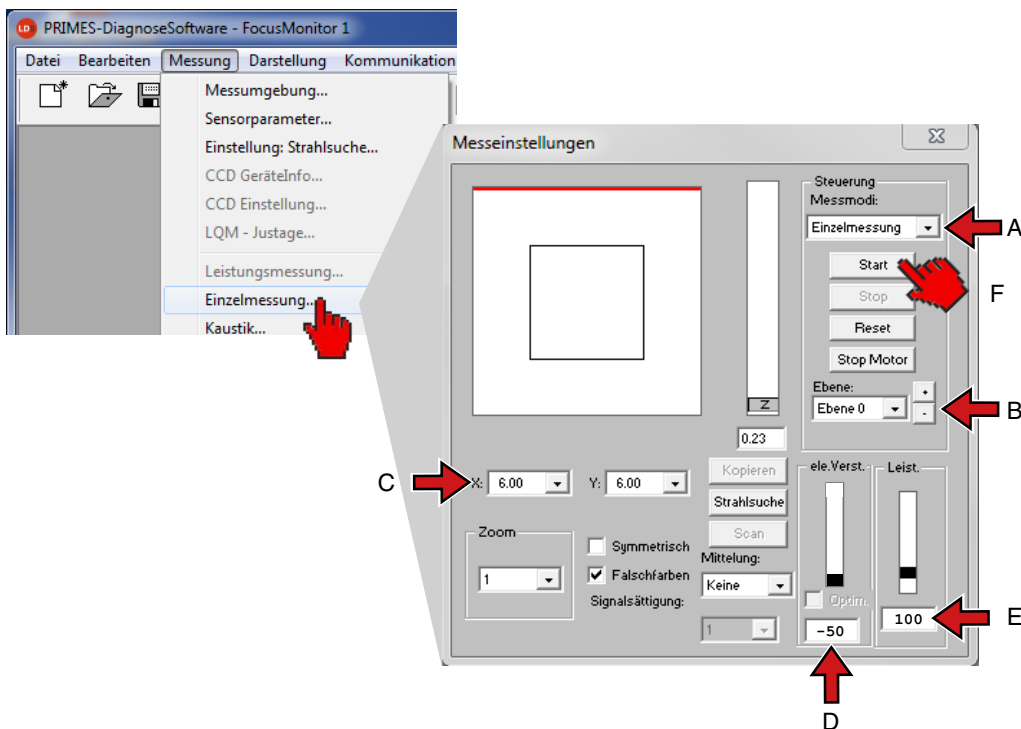 LD
PRIMES-DiagnoseSoftware - FocusMonitor 1
Datei Bearbeiten Messung Darstellung Kommunikation
Messumgebung...
Sensorparameter...
Einstellung: Strahlsuche...
CCD GeräteInfo...
CCD Einstellung...
LQM - Justage...
Leistungsmessung...
Einzelmessung...
Kaustik...
Messeinstellungen
Steuerung
Messmodi:
Einzelmessung
A
Start
F
Stop
Reset
Stop Motor
Ebene:
Ebene 0
+
-
B
Z
0.23
C
X: 6.00 Y: 6.00
Kopieren
Strahlsuche
Scan
Zoom
1
Symmetrisch
Falschfarben
Signalsättigung:
Mittelung:
Keine
1
ele.Verst.
Optim.
-50
Leist.
100
E
D